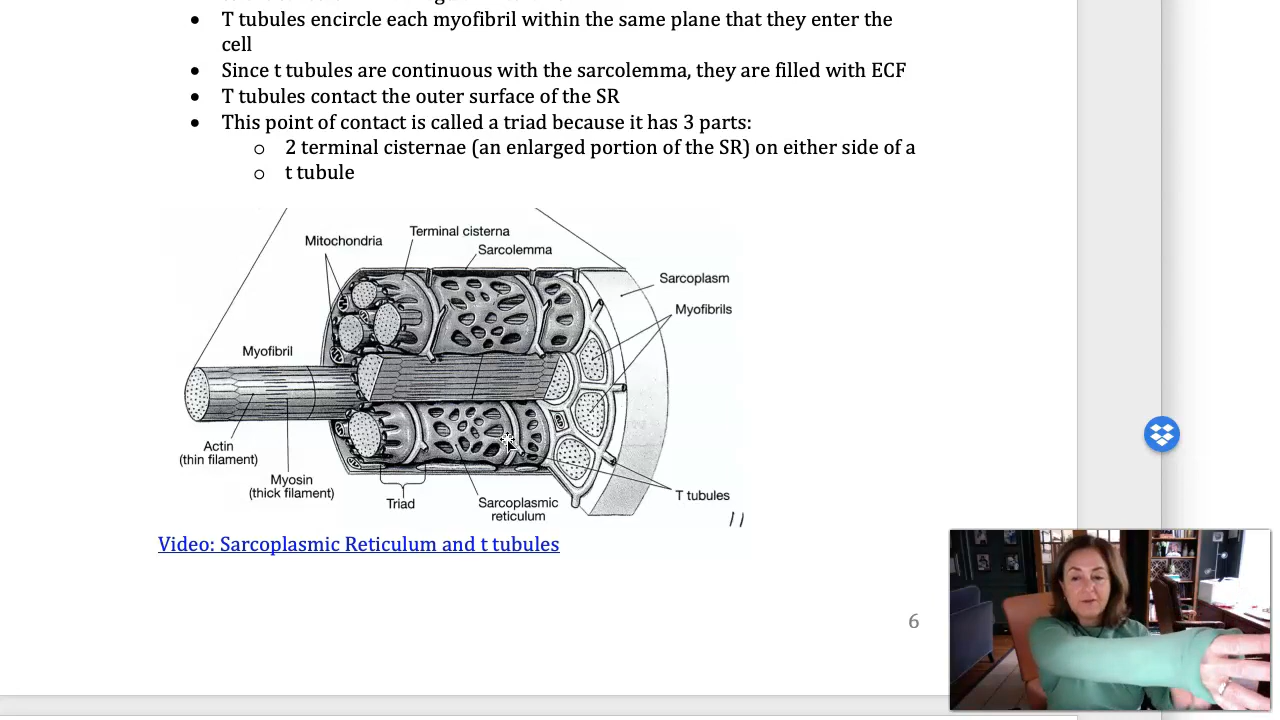 T tubules encircle each myofibril within the same plane that they enter the
cell
Since t tubules are continuous with the sarcolemma, they are filled with ECF
T tubules contact the outer surface of the SR
This point of contact is called a triad because it has 3 parts:
2 terminal cisternae (an enlarged portion of the SR) on either side of a
t tubule
Terminal cisterna
Mitochondria
Sarcolemma
Sarcoplasm
Myofibrils
Myofibril
Actin
(thin filament)
Myosin
(thick filament)
Triad
Sarcoplasmic
reticulum
T tubules
11
Video: Sarcoplasmic Reticulum and t tubules
6